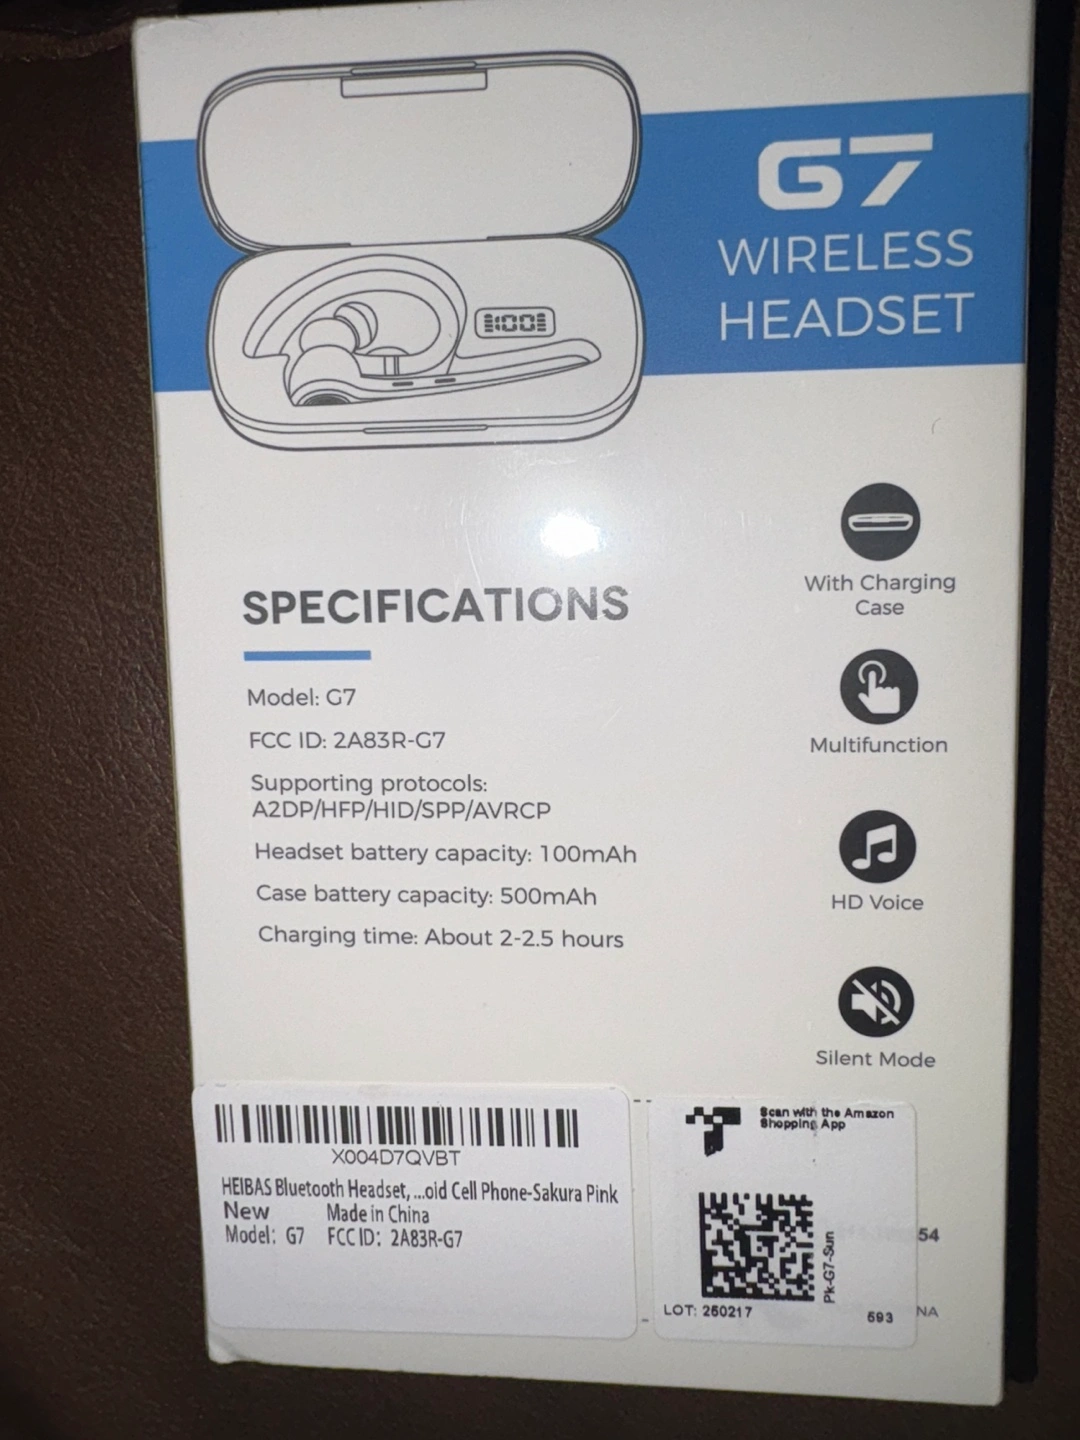 G7
WIRELESS
HEADSET
100
With Charging
Case
Multifunction
HD Voice
Silent Mode
SPECIFICATIONS
Model: G7
FCC ID: 2A83R-G7
Supporting protocols:
A2DP/HFP/HID/SPP/AVRCP
Headset battery capacity: 100mAh
Case battery capacity: 500mAh
Charging time: About 2-2.5 hours
X004D7QVBT
HEIBAS Bluetooth Headset, ...oid Cell Phone-Sakura Pink
New Made in China
Model: G7 FCC ID: 2A83R-G7
Scan with the Amazon
Shopping App
Pk-G7-Sun
LOT: 250217
593
54
NA